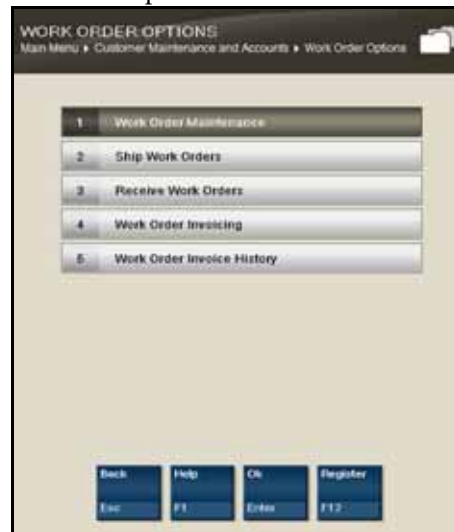 WORK ORDER OPTIONS
Main Menu ▸ Customer Maintenance and Accounts ▸ Work Order Options
1 Work Order Maintenance
2 Ship Work Orders
3 Receive Work Orders
4 Work Order Invoicing
5 Work Order Invoice History
Back Help Ok Register
Esc F1 Enter F12